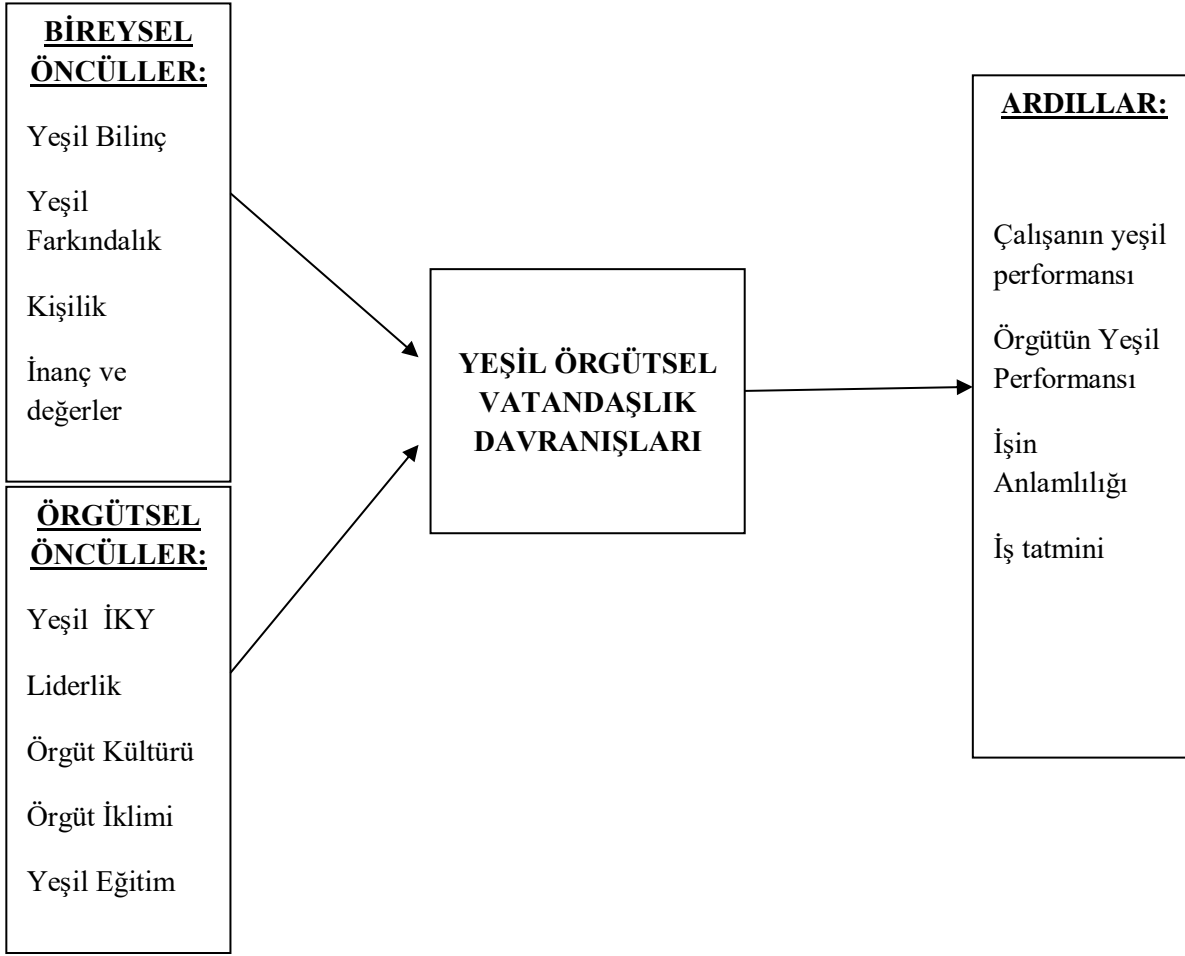 BİREYSEL
ÖNCÜLLER:
Yeşil Bilinç
Yeşil
Farkındalık
Kişilik
İnanç ve
değerler
ÖRGÜTSEL
ÖNCÜLLER:
Yeşil İKY
Liderlik
Örgüt Kültürü
Örgüt İklimi
Yeşil Eğitim
YEŞİL ÖRGÜTSEL
VATANDAŞLIK
DAVRANIŞLARI
ARDILLAR:
Çalışanın yeşil
performansı
Örgütün Yeşil
Performansı
İşin
Anlamlılığı
İş tatmini